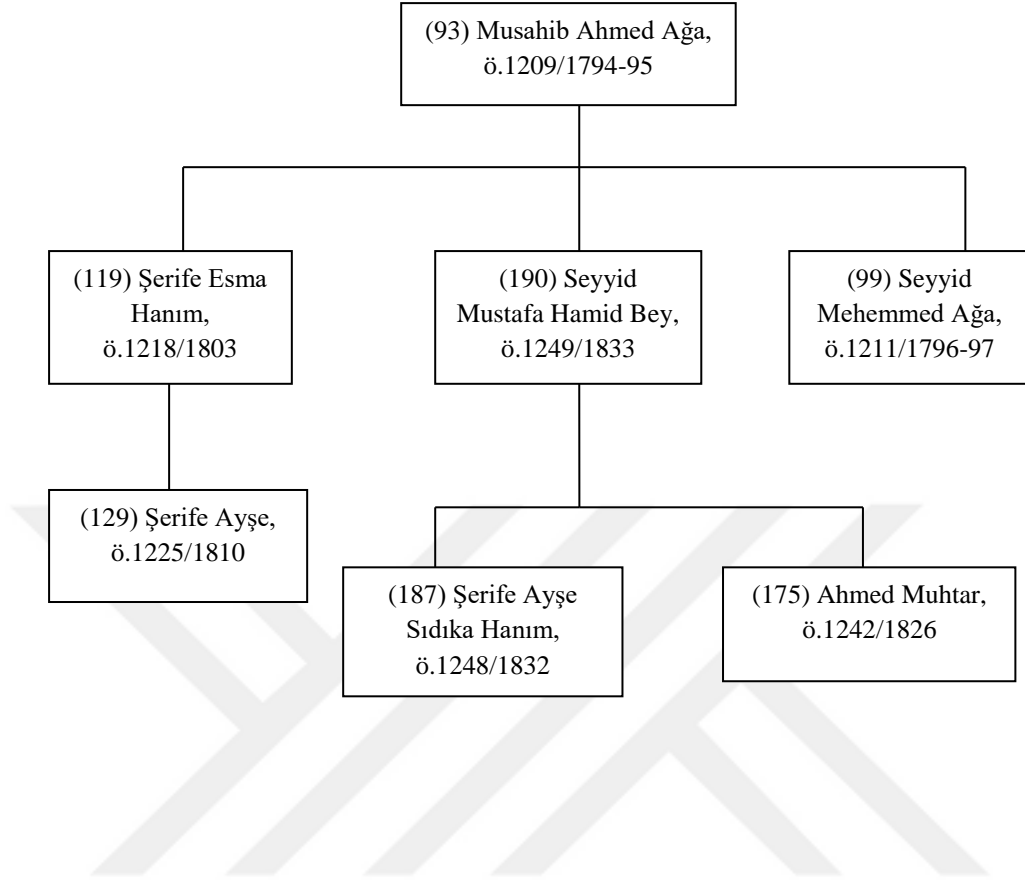 (93) Musahib Ahmed Ağa,
ö.1209/1794-95
(119) Şerife Esma
Hanım,
ö.1218/1803
(190) Seyyid
Mustafa Hamid Bey,
ö.1249/1833
(99) Seyyid
Mehemmed Ağa,
ö.1211/1796-97
(129) Şerife Ayşe,
ö.1225/1810
(187) Şerife Ayşe
Sıdıka Hanım,
ö.1248/1832
(175) Ahmed Muhtar,
ö.1242/1826